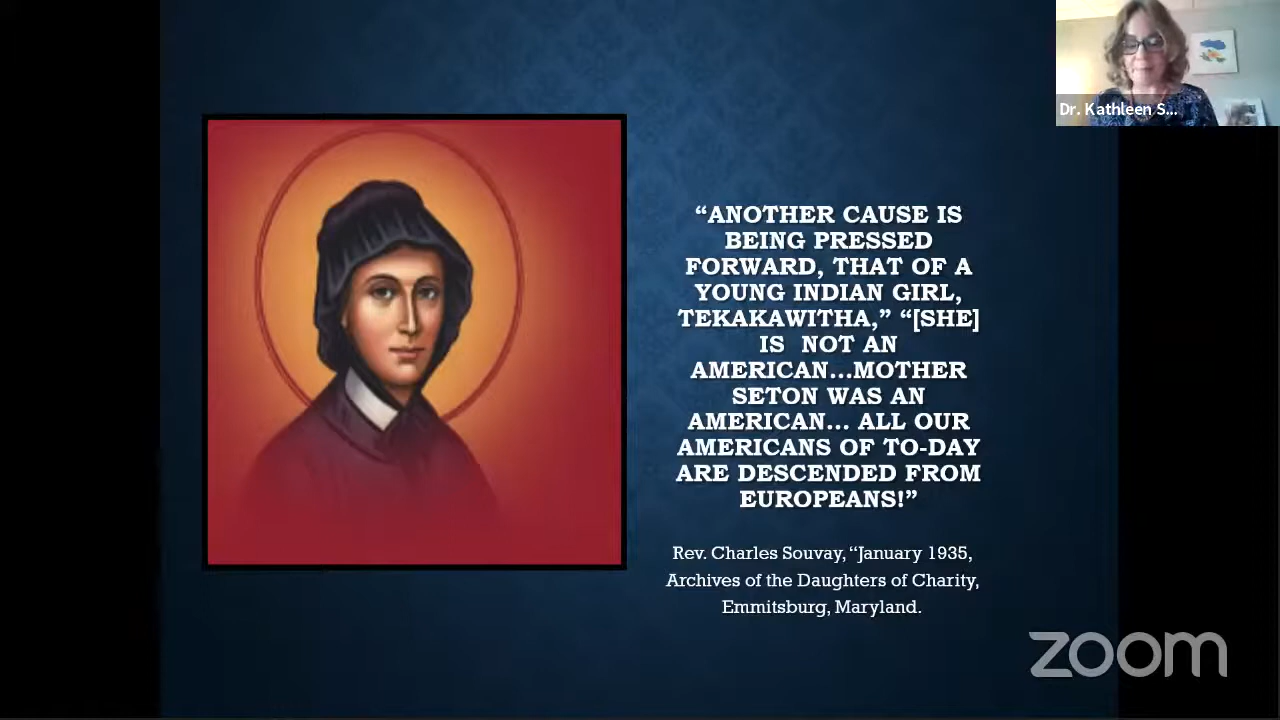 Dr. Kathleen S...
“ANOTHER CAUSE IS
BEING PRESSED
FORWARD, THAT OF A
YOUNG INDIAN GIRL,
TEKAKAWITHA,” “[SHE]
IS NOT AN
AMERICAN...MOTHER
SETON WAS AN
AMERICAN... ALL OUR
AMERICANS OF TO-DAY
ARE DESCENDED FROM
EUROPEANS!”
Rev. Charles Souvay, “January 1935,
Archives of the Daughters of Charity,
Emmitsburg, Maryland.
zoom